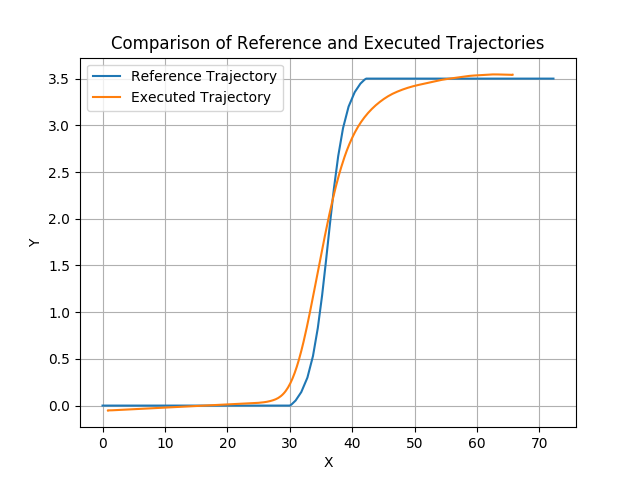 Comparison of Reference and Executed Trajectories
Reference Trajectory
Executed Trajectory
3.5
3.0
2.5
2.0
1.5
1.0
0.5
0.0
Y
0 10 20 30 40 50 60 70
X